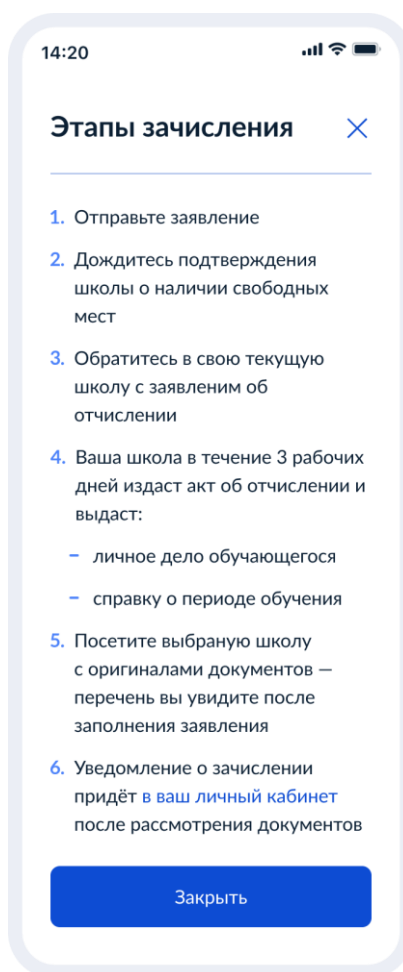 14:20
Этапы зачисления
1. Отправьте заявление
2. Дождитесь подтверждения
школы о наличии свободных
мест
3. Обратитесь в свою текущую
школу с заявленим об
отчислении
4. Ваша школа в течение 3 рабочих
дней издаст акт об отчислении и
выдаст:
– личное дело обучающегося
– справку о периоде обучения
5. Посетите выбраную школу
с оригиналами документов —
перечень вы увидите после
заполнения заявления
6. Уведомление о зачислении
придёт в ваш личный кабинет
после рассмотрения документов
Закрыть